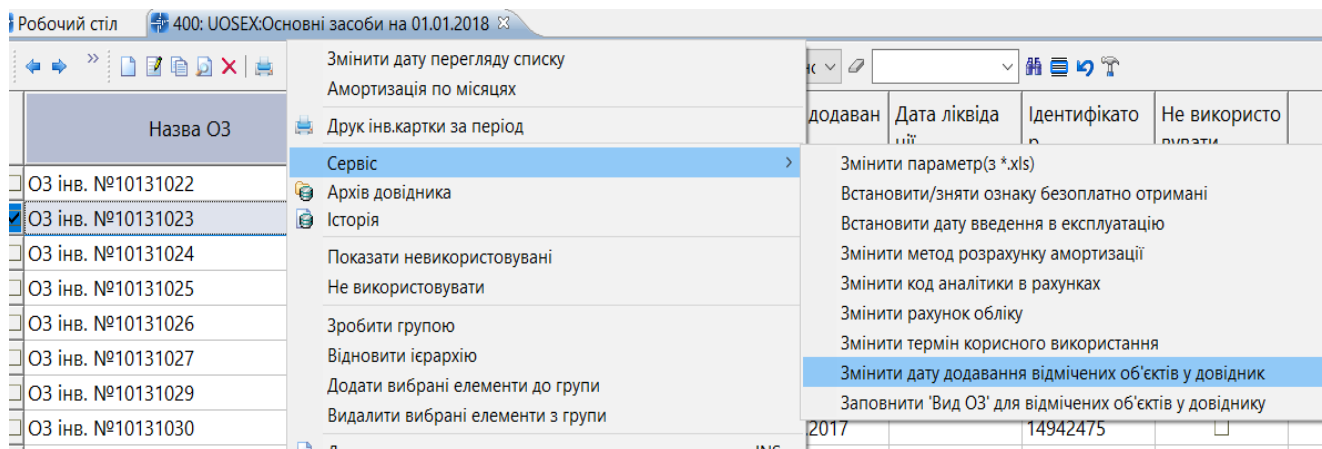 Робочий стіл
400: UOSEX:Основні засоби на 01.01.2018
Назва ОЗ
додаван
Дата ліквіда
ції
Ідентифікато
р
Не використо
вувати
ОЗ інв. №10131022
ОЗ інв. №10131023
ОЗ інв. №10131024
ОЗ інв. №10131025
ОЗ інв. №10131026
ОЗ інв. №10131027
ОЗ інв. №10131029
ОЗ інв. №10131030
.2017
14942475
Змінити дату перегляду списку
Амортизація по місяцях
Друк інв.картки за період
Сервіс
Архів довідника
Історія
Показати невикористовувані
Не використовувати
Зробити групою
Відновити ієрархію
Додати вибрані елементи до групи
Видалити вибрані елементи з групи
Змінити параметр(з *.xls)
Встановити/зняти ознаку безоплатно отримані
Встановити дату введення в експлуатацію
Змінити метод розрахунку амортизації
Змінити код аналітики в рахунках
Змінити рахунок обліку
Змінити термін корисного використання
Змінити дату додавання відмічених об'єктів у довідник
Заповнити 'Вид ОЗ' для відмічених об'єктів у довіднику